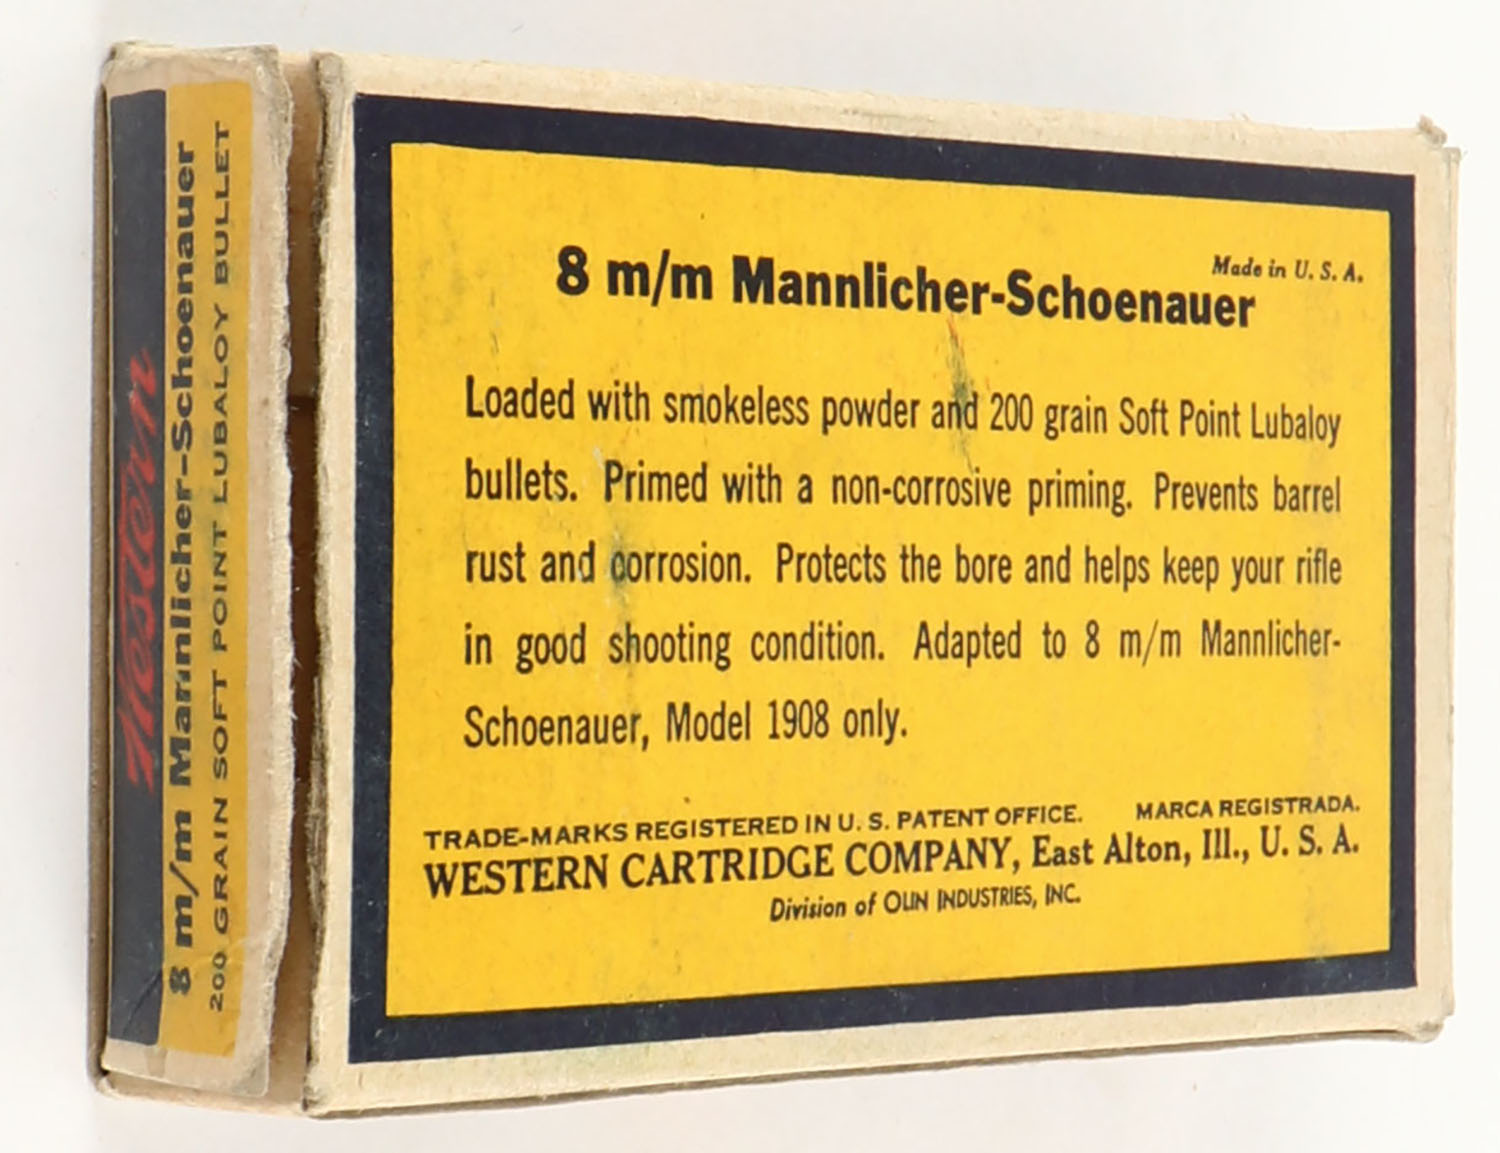 Western
8 m/m Mannlicher-Schoenauer
200 GRAIN SOFT POINT LUBALOY BULLET
Made in U. S. A.
8 m/m Mannlicher-Schoenauer
Loaded with smokeless powder and 200 grain Soft Point Lubaloy
bullets. Primed with a non-corrosive priming. Prevents barrel
rust and corrosion. Protects the bore and helps keep your rifle
in good shooting condition. Adapted to 8 m/m Mannlicher-
Schoenauer, Model 1908 only.
TRADE-MARKS REGISTERED IN U. S. PATENT OFFICE. MARCA REGISTRADA.
WESTERN CARTRIDGE COMPANY, East Alton, Ill., U. S. A.
Division of OLIN INDUSTRIES, INC.